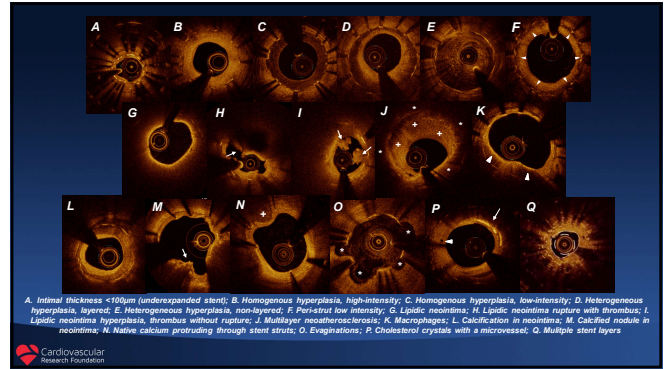 A B C D E F
G H I J K
L M N O P Q
A. Intimal thickness <100μm (underexpanded stent); B. Homogenous hyperplasia, high-intensity; C. Homogenous hyperplasia, low-intensity; D. Heterogeneous
hyperplasia, layered; E. Heterogeneous hyperplasia, non-layered; F. Peri-strut low intensity; G. Lipidic neointima; H. Lipidic neointima rupture with thrombus; I.
Lipidic neointima hyperplasia, thrombus without rupture; J. Multilayer neoatherosclerosis; K. Macrophages; L. Calcification in neointima; M. Calcified nodule in
neointima; N. Native calcium protruding through stent struts; O. Evaginations; P. Cholesterol crystals with a microvessel; Q. Mulitple stent layers
Cardiovascular
Research Foundation